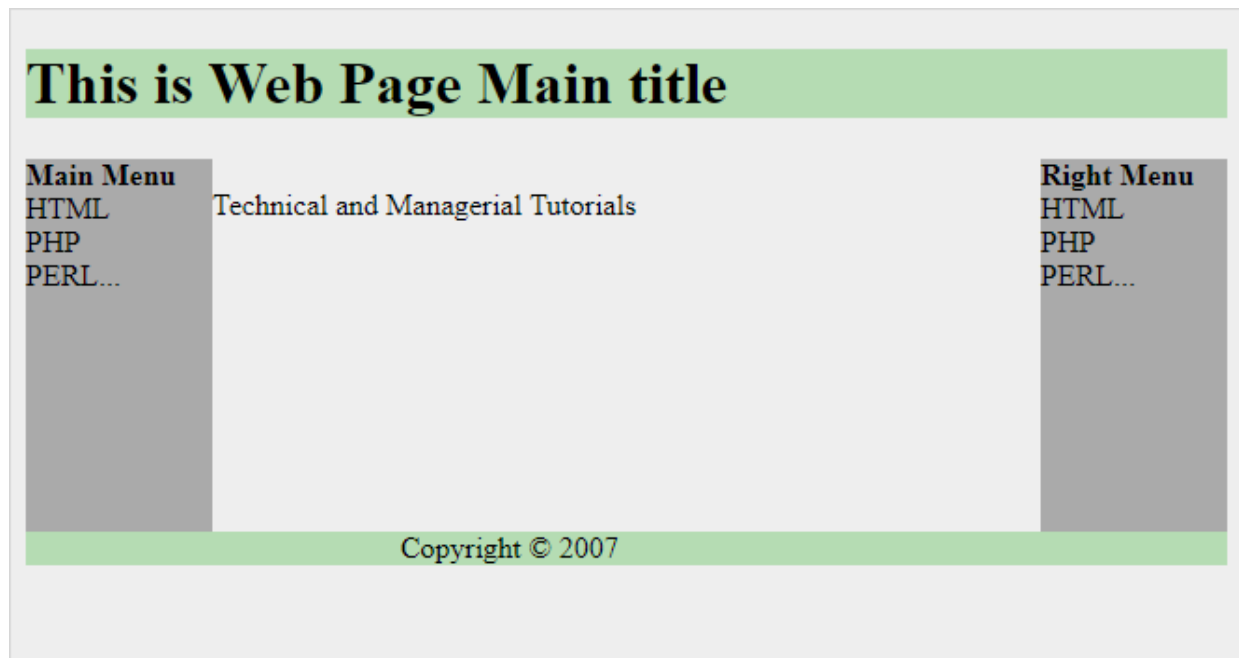 This is Web Page Main title
Main Menu
HTML
PHP
PERL...
Technical and Managerial Tutorials
Right Menu
HTML
PHP
PERL...
Copyright © 2007